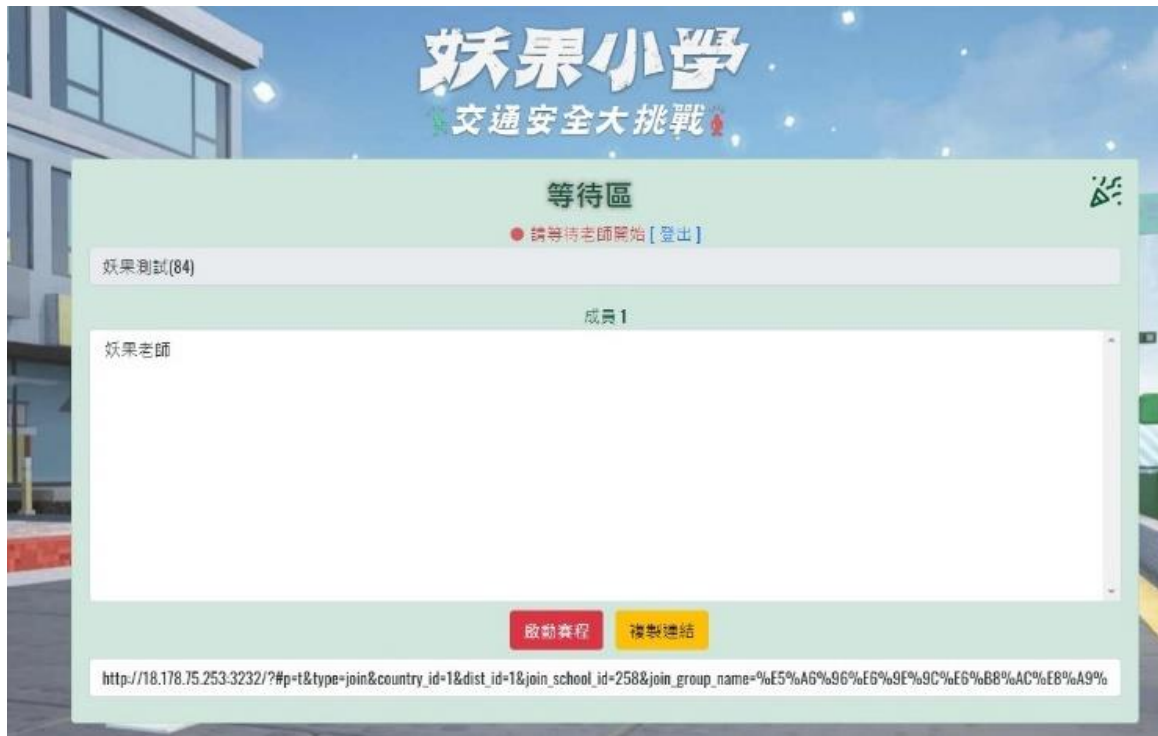 妖果小學
交通安全大挑戰
等待區
請等待老師開始 [ 登出 ]
妖果測試(84)
成員 1
妖果老師
啟動賽程 複製連結
http://18.178.75.253:3232/?#p=t&type=join&country_id=1&dist_id=1&join_school_id=258&join_group_name=%E5%A6%96%E6%9E%9C%E6%B8%AC%E8%A9%